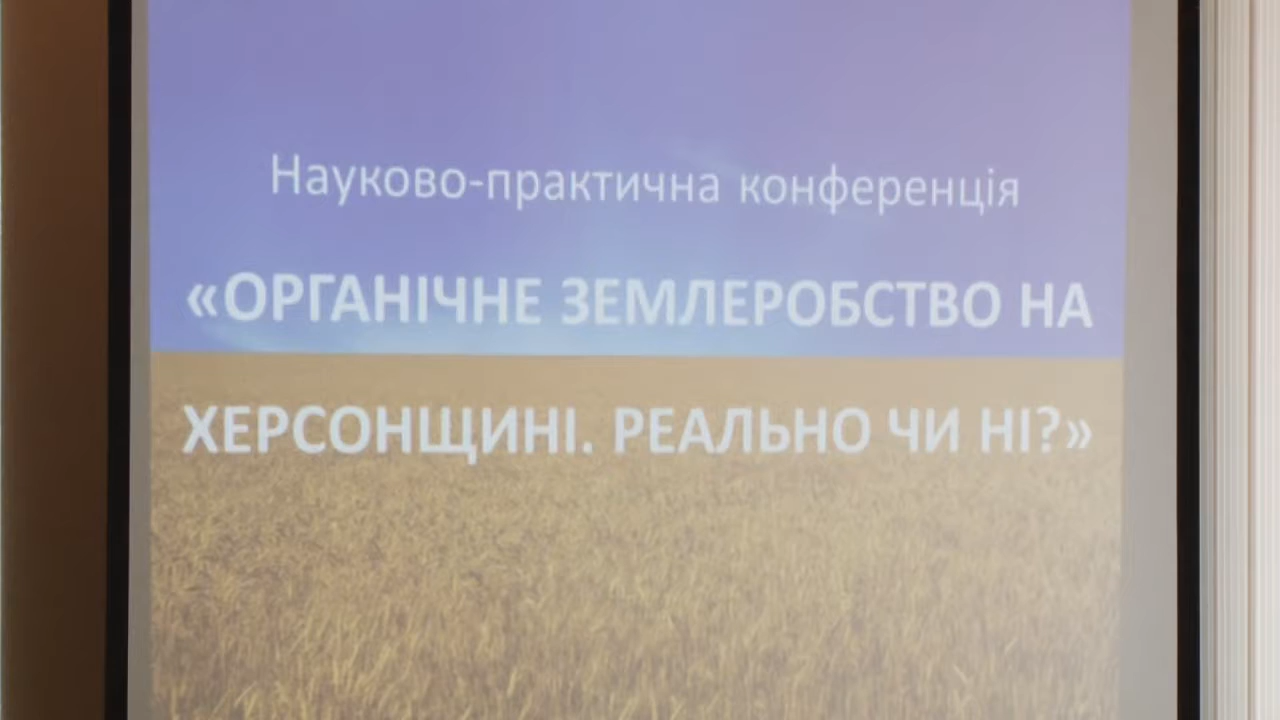 Науково-практична конференція
«ОРГАНІЧНЕ ЗЕМЛЕРОБСТВО НА
ХЕРСОНЩИНІ. РЕАЛЬНО ЧИ НІ?»